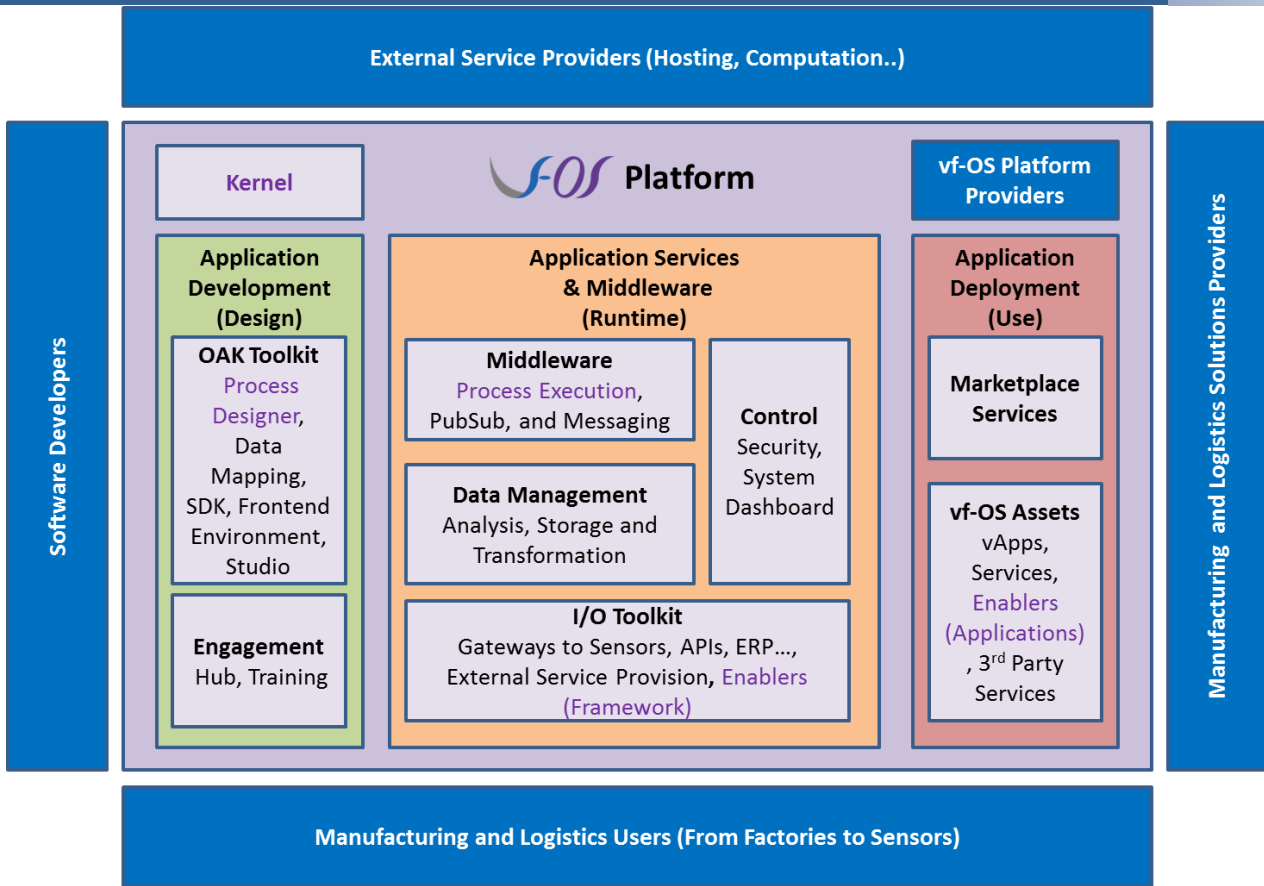 External Service Providers (Hosting, Computation..)
Software Developers
Kernel
vf-OS Platform
vf-OS Platform
Providers
Application
Development
(Design)
OAK Toolkit
Process
Designer,
Data
Mapping,
SDK, Frontend
Environment,
Studio
Engagement
Hub, Training
Application Services
& Middleware
(Runtime)
Middleware
Process Execution,
PubSub, and Messaging
Data Management
Analysis, Storage and
Transformation
Control
Security,
System
Dashboard
I/O Toolkit
Gateways to Sensors, APIs, ERP…,
External Service Provision, Enablers
(Framework)
Application
Deployment
(Use)
Marketplace
Services
vf-OS Assets
vApps,
Services,
Enablers
(Applications)
, 3rd Party
Services
Manufacturing and Logistics Solutions Providers
Manufacturing and Logistics Users (From Factories to Sensors)